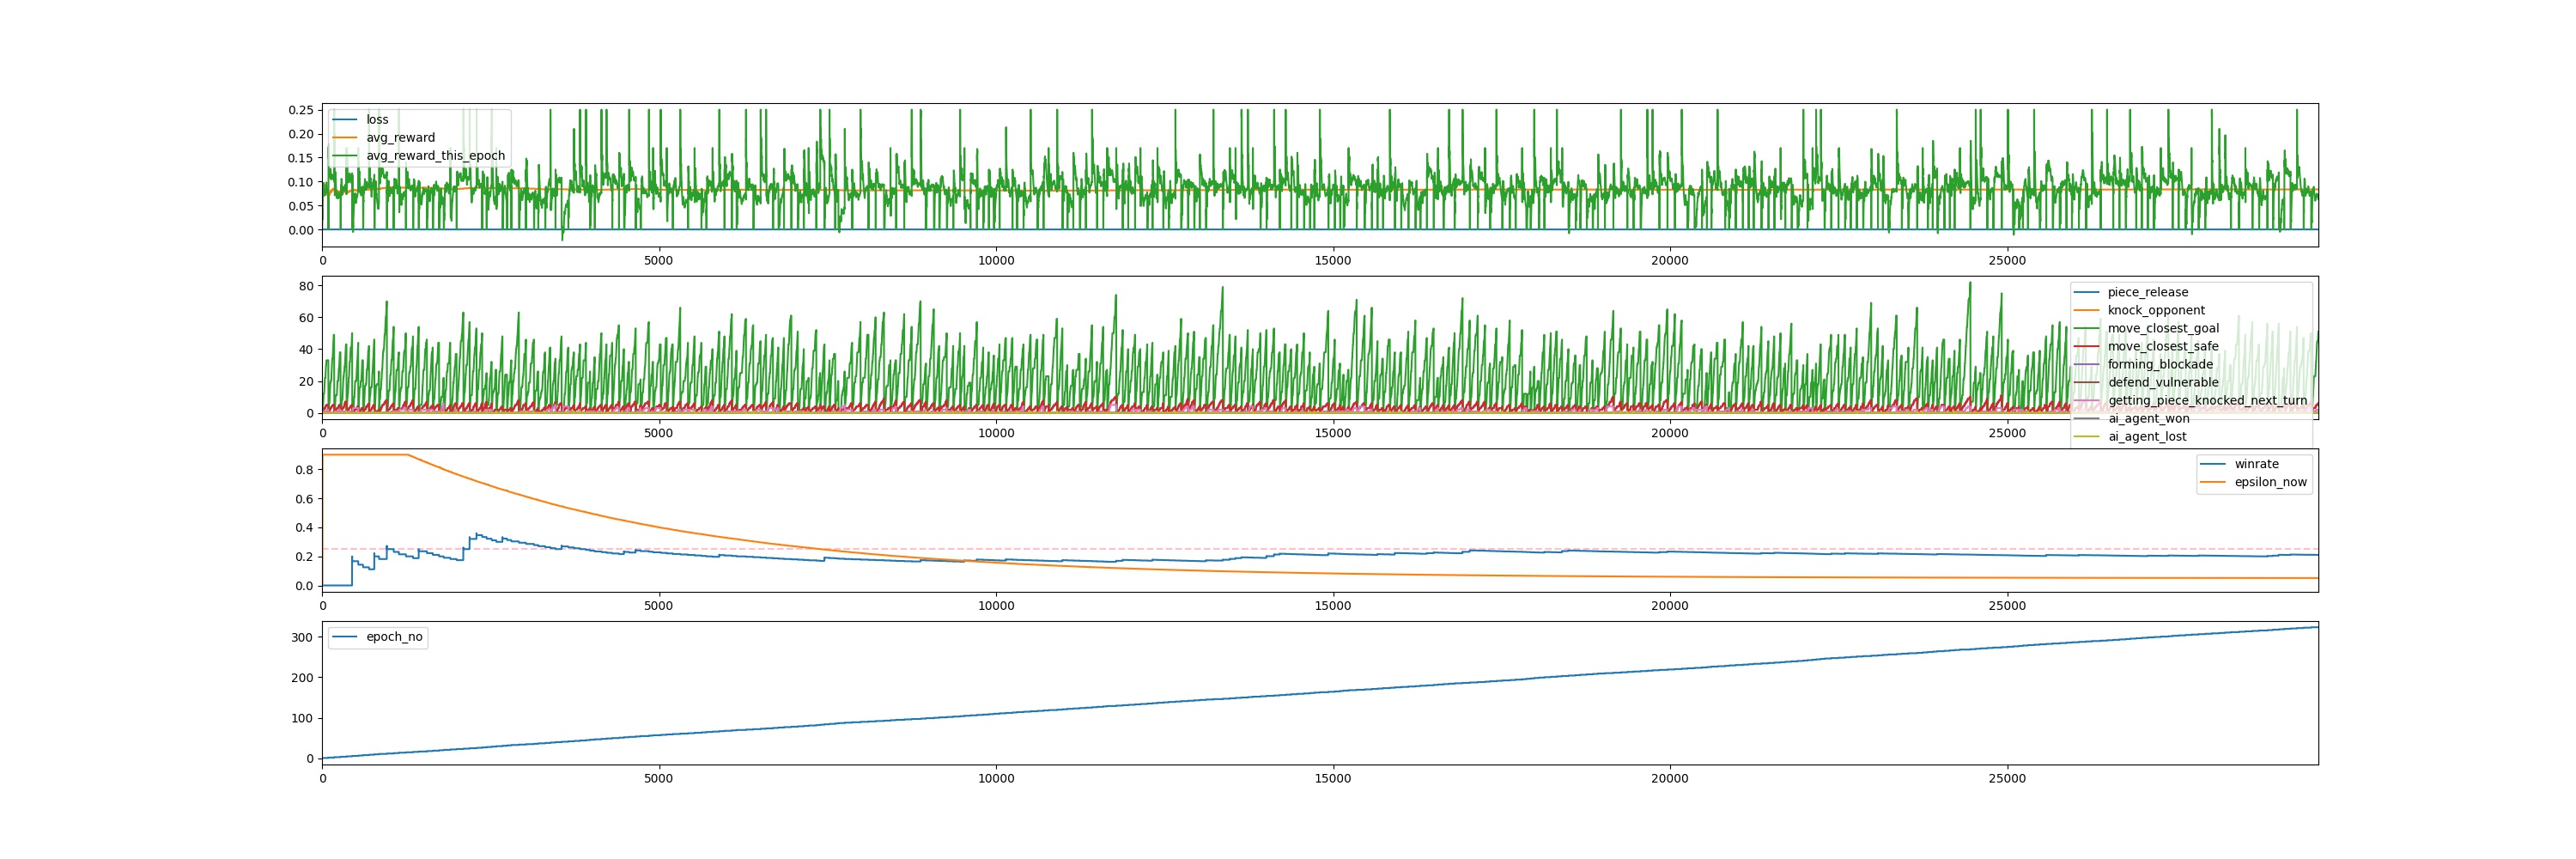 0.25
0.20
0.15
0.10
0.05
0.00
loss
avg_reward
avg_reward_this_epoch
0 5000 10000 15000 20000 25000
80
60
40
20
0
piece_release
knock_opponent
move_closest_goal
move_closest_safe
forming_blockade
defend_vulnerable
getting_piece_knocked_next_turn
ai_agent_won
ai_agent_lost
0 5000 10000 15000 20000 25000
0.8
0.6
0.4
0.2
0.0
winrate
epsilon_now
0 5000 10000 15000 20000 25000
300
200
100
0
epoch_no
0 5000 10000 15000 20000 25000